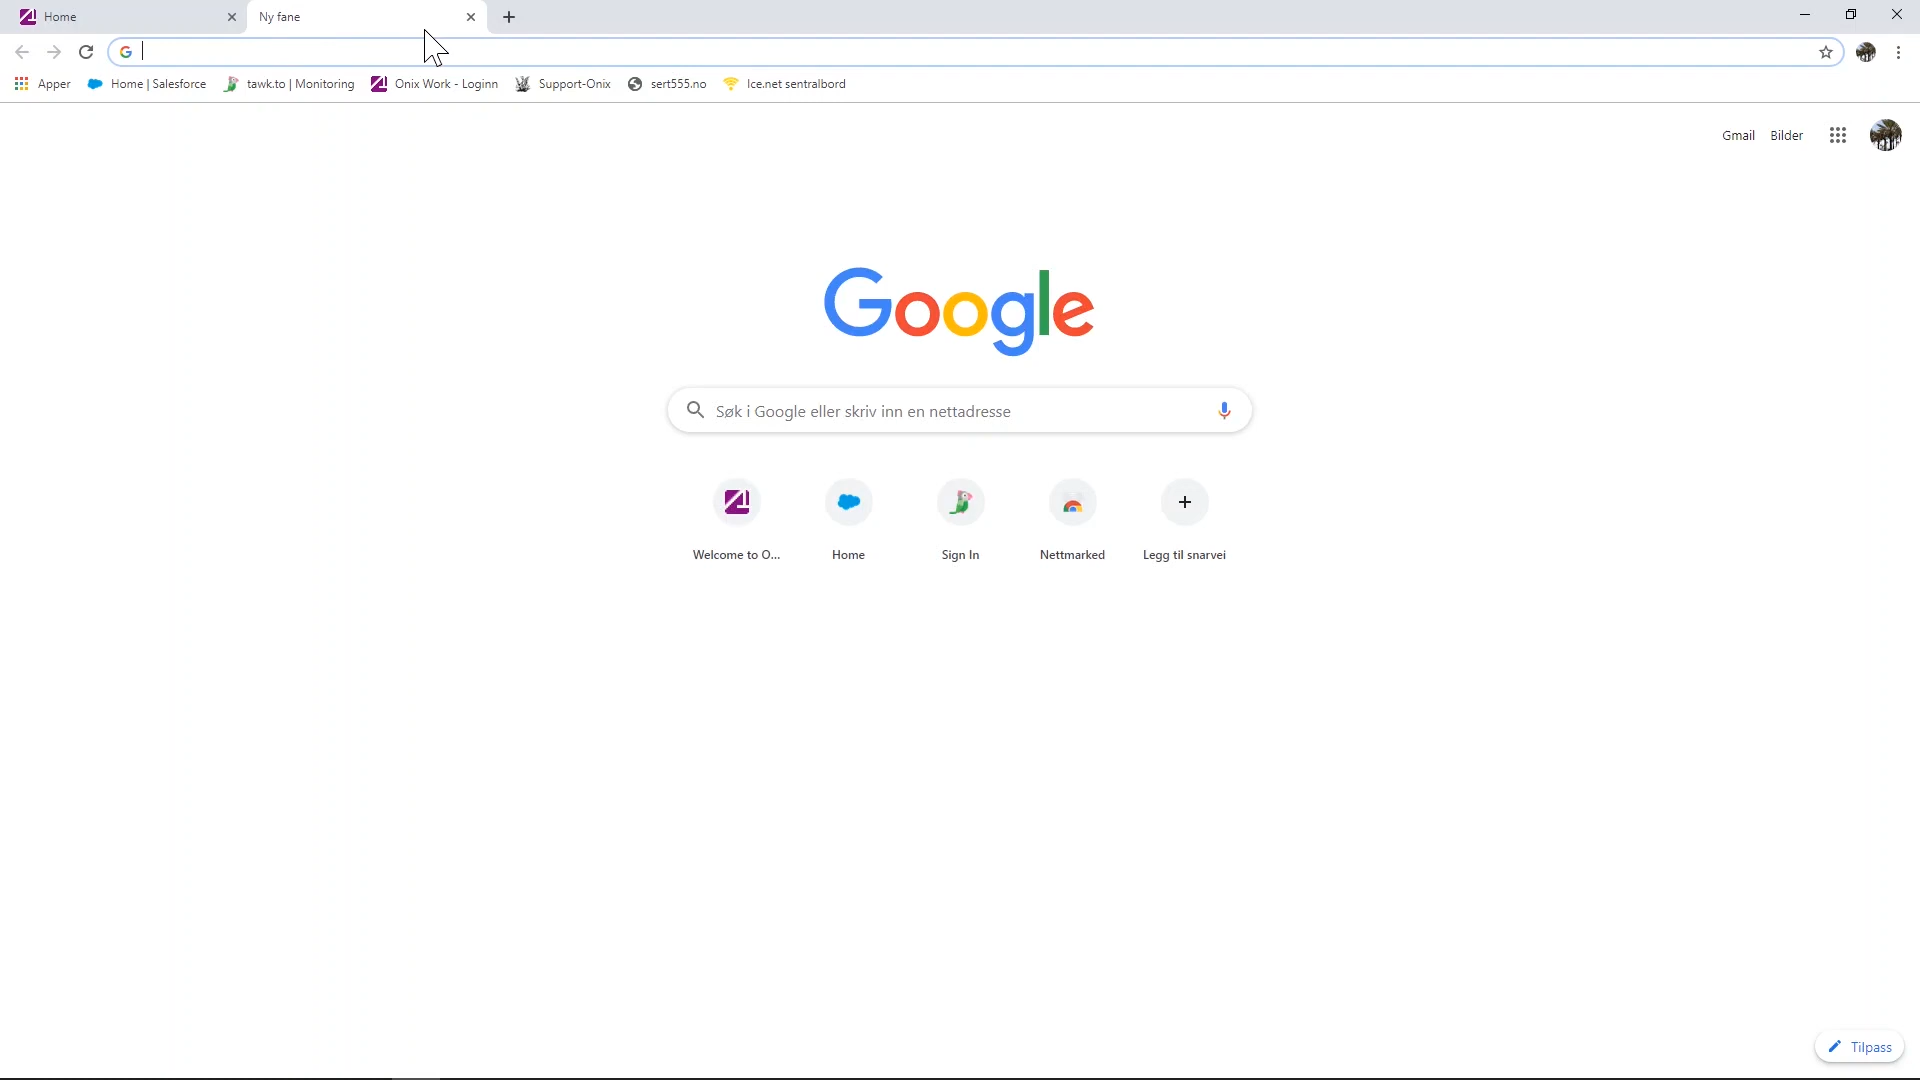 Home
Ny fane
Apper
Home | Salesforce
tawk.to | Monitoring
Onix Work - Loginn
Support-Onix
sert555.no
Ice.net sentralbord
Gmail
Bilder
Google
Søk i Google eller skriv inn en nettadresse
Welcome to O...
Home
Sign In
Nettmarked
Legg til snarvei
Tilpass